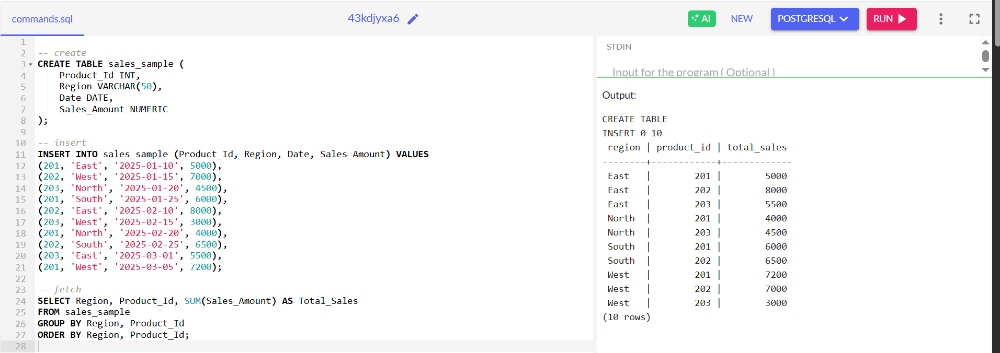 commands.sql
43kdjyxa6
AI
NEW
POSTGRESQL
RUN
1
2 -- create
3 CREATE TABLE sales_sample (
4     Product_Id INT,
5     Region VARCHAR(50),
6     Date DATE,
7     Sales_Amount NUMERIC
8 );
9
10 -- insert
11 INSERT INTO sales_sample (Product_Id, Region, Date, Sales_Amount) VALUES
12 (201, 'East', '2025-01-10', 5000),
13 (202, 'West', '2025-01-15', 7000),
14 (203, 'North', '2025-01-20', 4500),
15 (201, 'South', '2025-01-25', 6000),
16 (202, 'East', '2025-02-10', 8000),
17 (203, 'West', '2025-02-15', 3000),
18 (201, 'North', '2025-02-20', 4000),
19 (202, 'South', '2025-02-25', 6500),
20 (203, 'East', '2025-03-01', 5500),
21 (201, 'West', '2025-03-05', 7200);
22
23 -- fetch
24 SELECT Region, Product_Id, SUM(Sales_Amount) AS Total_Sales
25 FROM sales_sample
26 GROUP BY Region, Product_Id
27 ORDER BY Region, Product_Id;
28
STDIN
Input for the program ( Optional )
Output:
CREATE TABLE
INSERT 0 10
 region | product_id | total_sales
--------+------------+-------------
 East   |        201 |        5000
 East   |        202 |        8000
 East   |        203 |        5500
 North  |        201 |        4000
 North  |        203 |        4500
 South  |        201 |        6000
 South  |        202 |        6500
 West   |        201 |        7200
 West   |        202 |        7000
 West   |        203 |        3000
(10 rows)